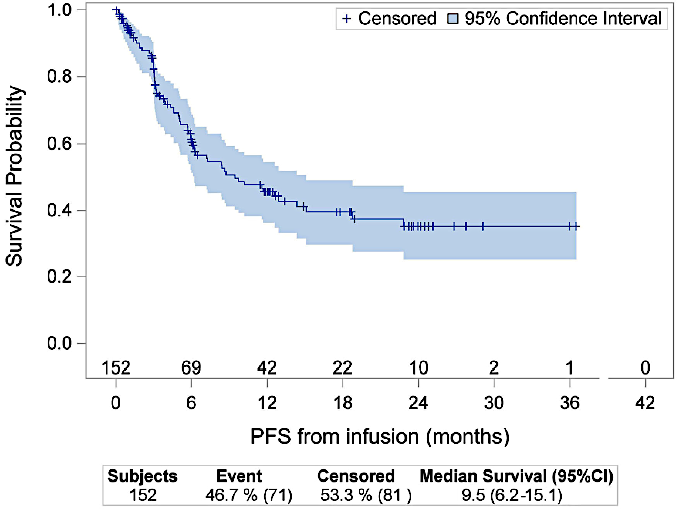 + Censored 95% Confidence Interval
1.0
0.8
0.6
0.4
0.2
0.0
Survival Probability
152 69 42 22 10 2 1 0
0 6 12 18 24 30 36 42
PFS from infusion (months)
Subjects Event Censored Median Survival (95%CI)
152 46.7 % (71) 53.3 % (81 ) 9.5 (6.2-15.1)